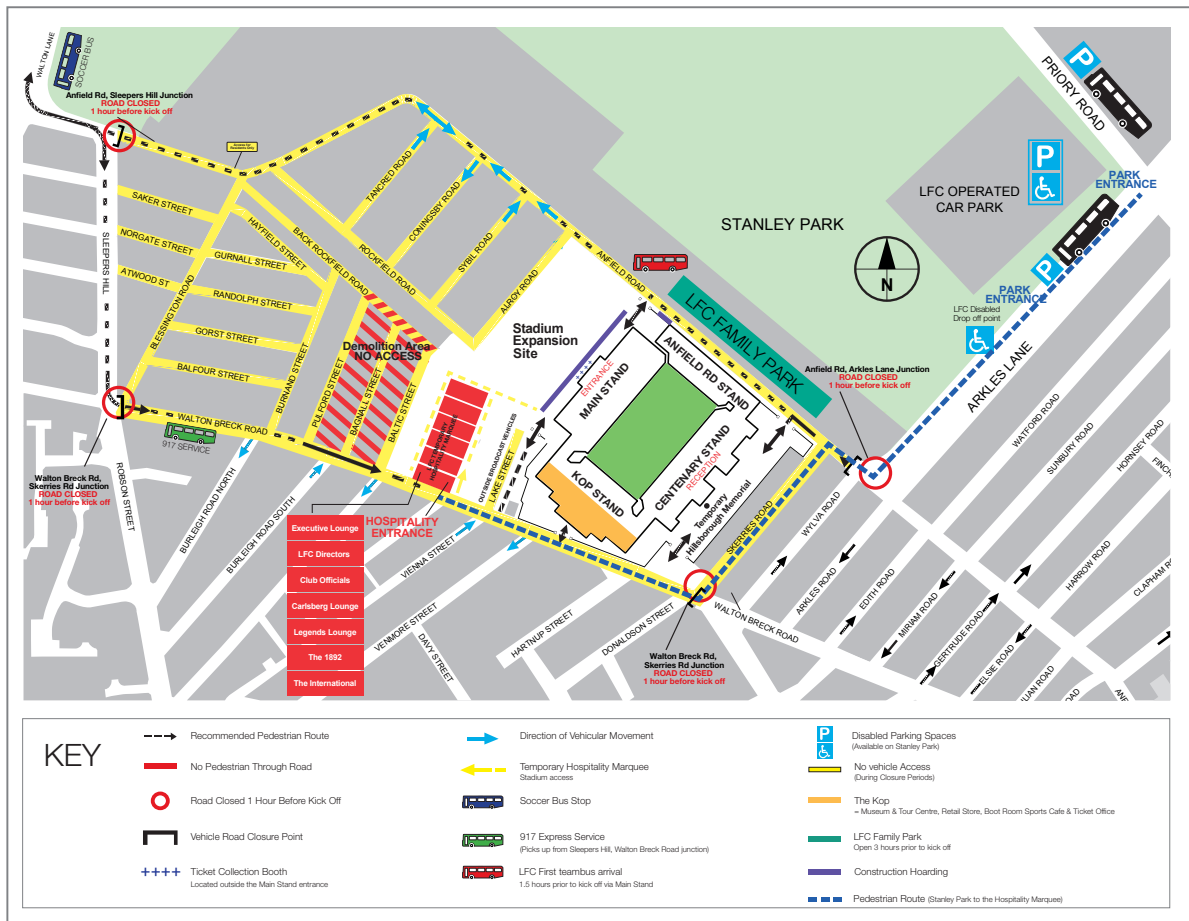 WALTON LANE
SOCCER BUS
Anfield Rd, Sleepers Hill Junction
ROAD CLOSED
1 hour before kick off
Access for
Residents Only
PRIORY ROAD
P
P
LFC OPERATED
CAR PARK
PARK
ENTRANCE
STANLEY PARK
N
P
PARK
ENTRANCE
LFC Disabled
Drop off point
ARKLES LANE
TANCRED ROAD
CONINGSBY ROAD
SYBIL ROAD
ALROY ROAD
ROCKFIELD ROAD
BACK ROCKFIELD ROAD
HAYFIELD STREET
SAKER STREET
NORGATE STREET
GURNALL STREET
ATWOOD ST
RANDOLPH STREET
GORST STREET
BALFOUR STREET
SLEEPERS HILL
BLESSINGTON ROAD
BURNAND STREET
PULFORD STREET
BAGNALL STREET
BALTIC STREET
Demolition Area
NO ACCESS
Stadium
Expansion
Site
ANFIELD ROAD
LFC FAMILY PARK
ANFIELD RD STAND
ENTRANCE
MAIN STAND
CENTENARY STAND
RECEPTION
KOP STAND
Temporary
Hillsborough Memorial
Anfield Rd, Arkles Lane Junction
ROAD CLOSED
1 hour before kick off
LFC TEMPORARY
HOSPITALITY MARQUEE
OUTSIDE BROADCAST VEHICLES
LAKE STREET
SKERRIES ROAD
WALTON BRECK ROAD
917 SERVICE
Walton Breck Rd,
Skerries Rd Junction
ROAD CLOSED
1 hour before kick off
ROBSON STREET
BURLEIGH ROAD NORTH
BURLEIGH ROAD SOUTH
HOSPITALITY
ENTRANCE
Executive Lounge
LFC Directors
Club Officials
Carlsberg Lounge
Legends Lounge
The 1892
The International
VIENNA STREET
VENMORE STREET
DAVY STREET
HARTNUP STREET
DONALDSON STREET
WALTON BRECK ROAD
Walton Breck Rd,
Skerries Rd Junction
ROAD CLOSED
1 hour before kick off
WYLVA ROAD
ARKLES ROAD
EDITH ROAD
MIRIAM ROAD
GERTRUDE ROAD
ELSIE ROAD
UAN ROAD
ROAD
AN
WATFORD ROAD
SUNBURY ROAD
HORNSEY ROAD
FINCH
HARROW ROAD
CLAPHAM RO
KEY
Recommended Pedestrian Route
No Pedestrian Through Road
Road Closed 1 Hour Before Kick Off
Vehicle Road Closure Point
Ticket Collection Booth
Located outside the Main Stand entrance
Direction of Vehicular Movement
Temporary Hospitality Marquee
Stadium access
Soccer Bus Stop
917 Express Service
(Picks up from Sleepers Hill, Walton Breck Road junction)
LFC First teambus arrival
1.5 hours prior to kick off via Main Stand
P
Disabled Parking Spaces
(Available on Stanley Park)
No vehicle Access
(During Closure Periods)
The Kop
= Museum & Tour Centre, Retail Store, Boot Room Sports Cafe & Ticket Office
LFC Family Park
Open 3 hours prior to kick off
Construction Hoarding
Pedestrian Route (Stanley Park to the Hospitality Marquee)